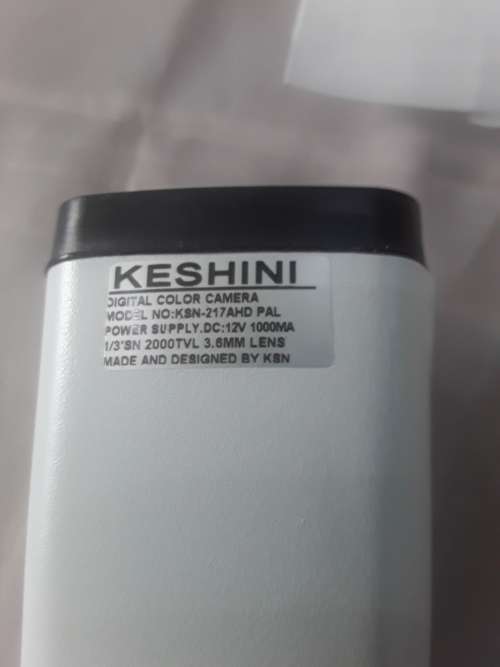 KESHINI
DIGITAL COLOR CAMERA
MODEL NO:KSN-217AHD PAL
POWER SUPPLY.DC:12V 1000MA
1/3"SN 2000TVL 3.6MM LENS
MADE AND DESIGNED BY KSN